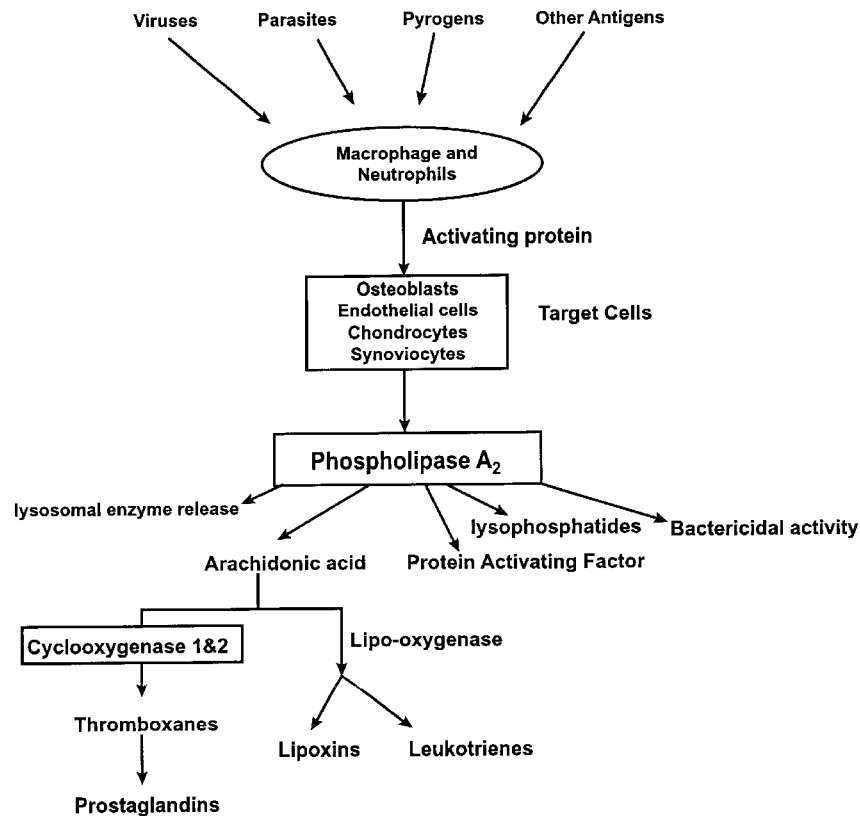 Viruses
Parasites
Pyrogens
Other Antigens
Macrophage and
Neutrophils
Activating protein
Osteoblasts
Endothelial cells
Chondrocytes
Synoviocytes
Target Cells
Phospholipase A₂
lysosomal enzyme release
lysophosphatides
Bactericidal activity
Arachidonic acid
Protein Activating Factor
Cyclooxygenase 1&2
Lipo-oxygenase
Thromboxanes
Lipoxins
Leukotrienes
Prostaglandins